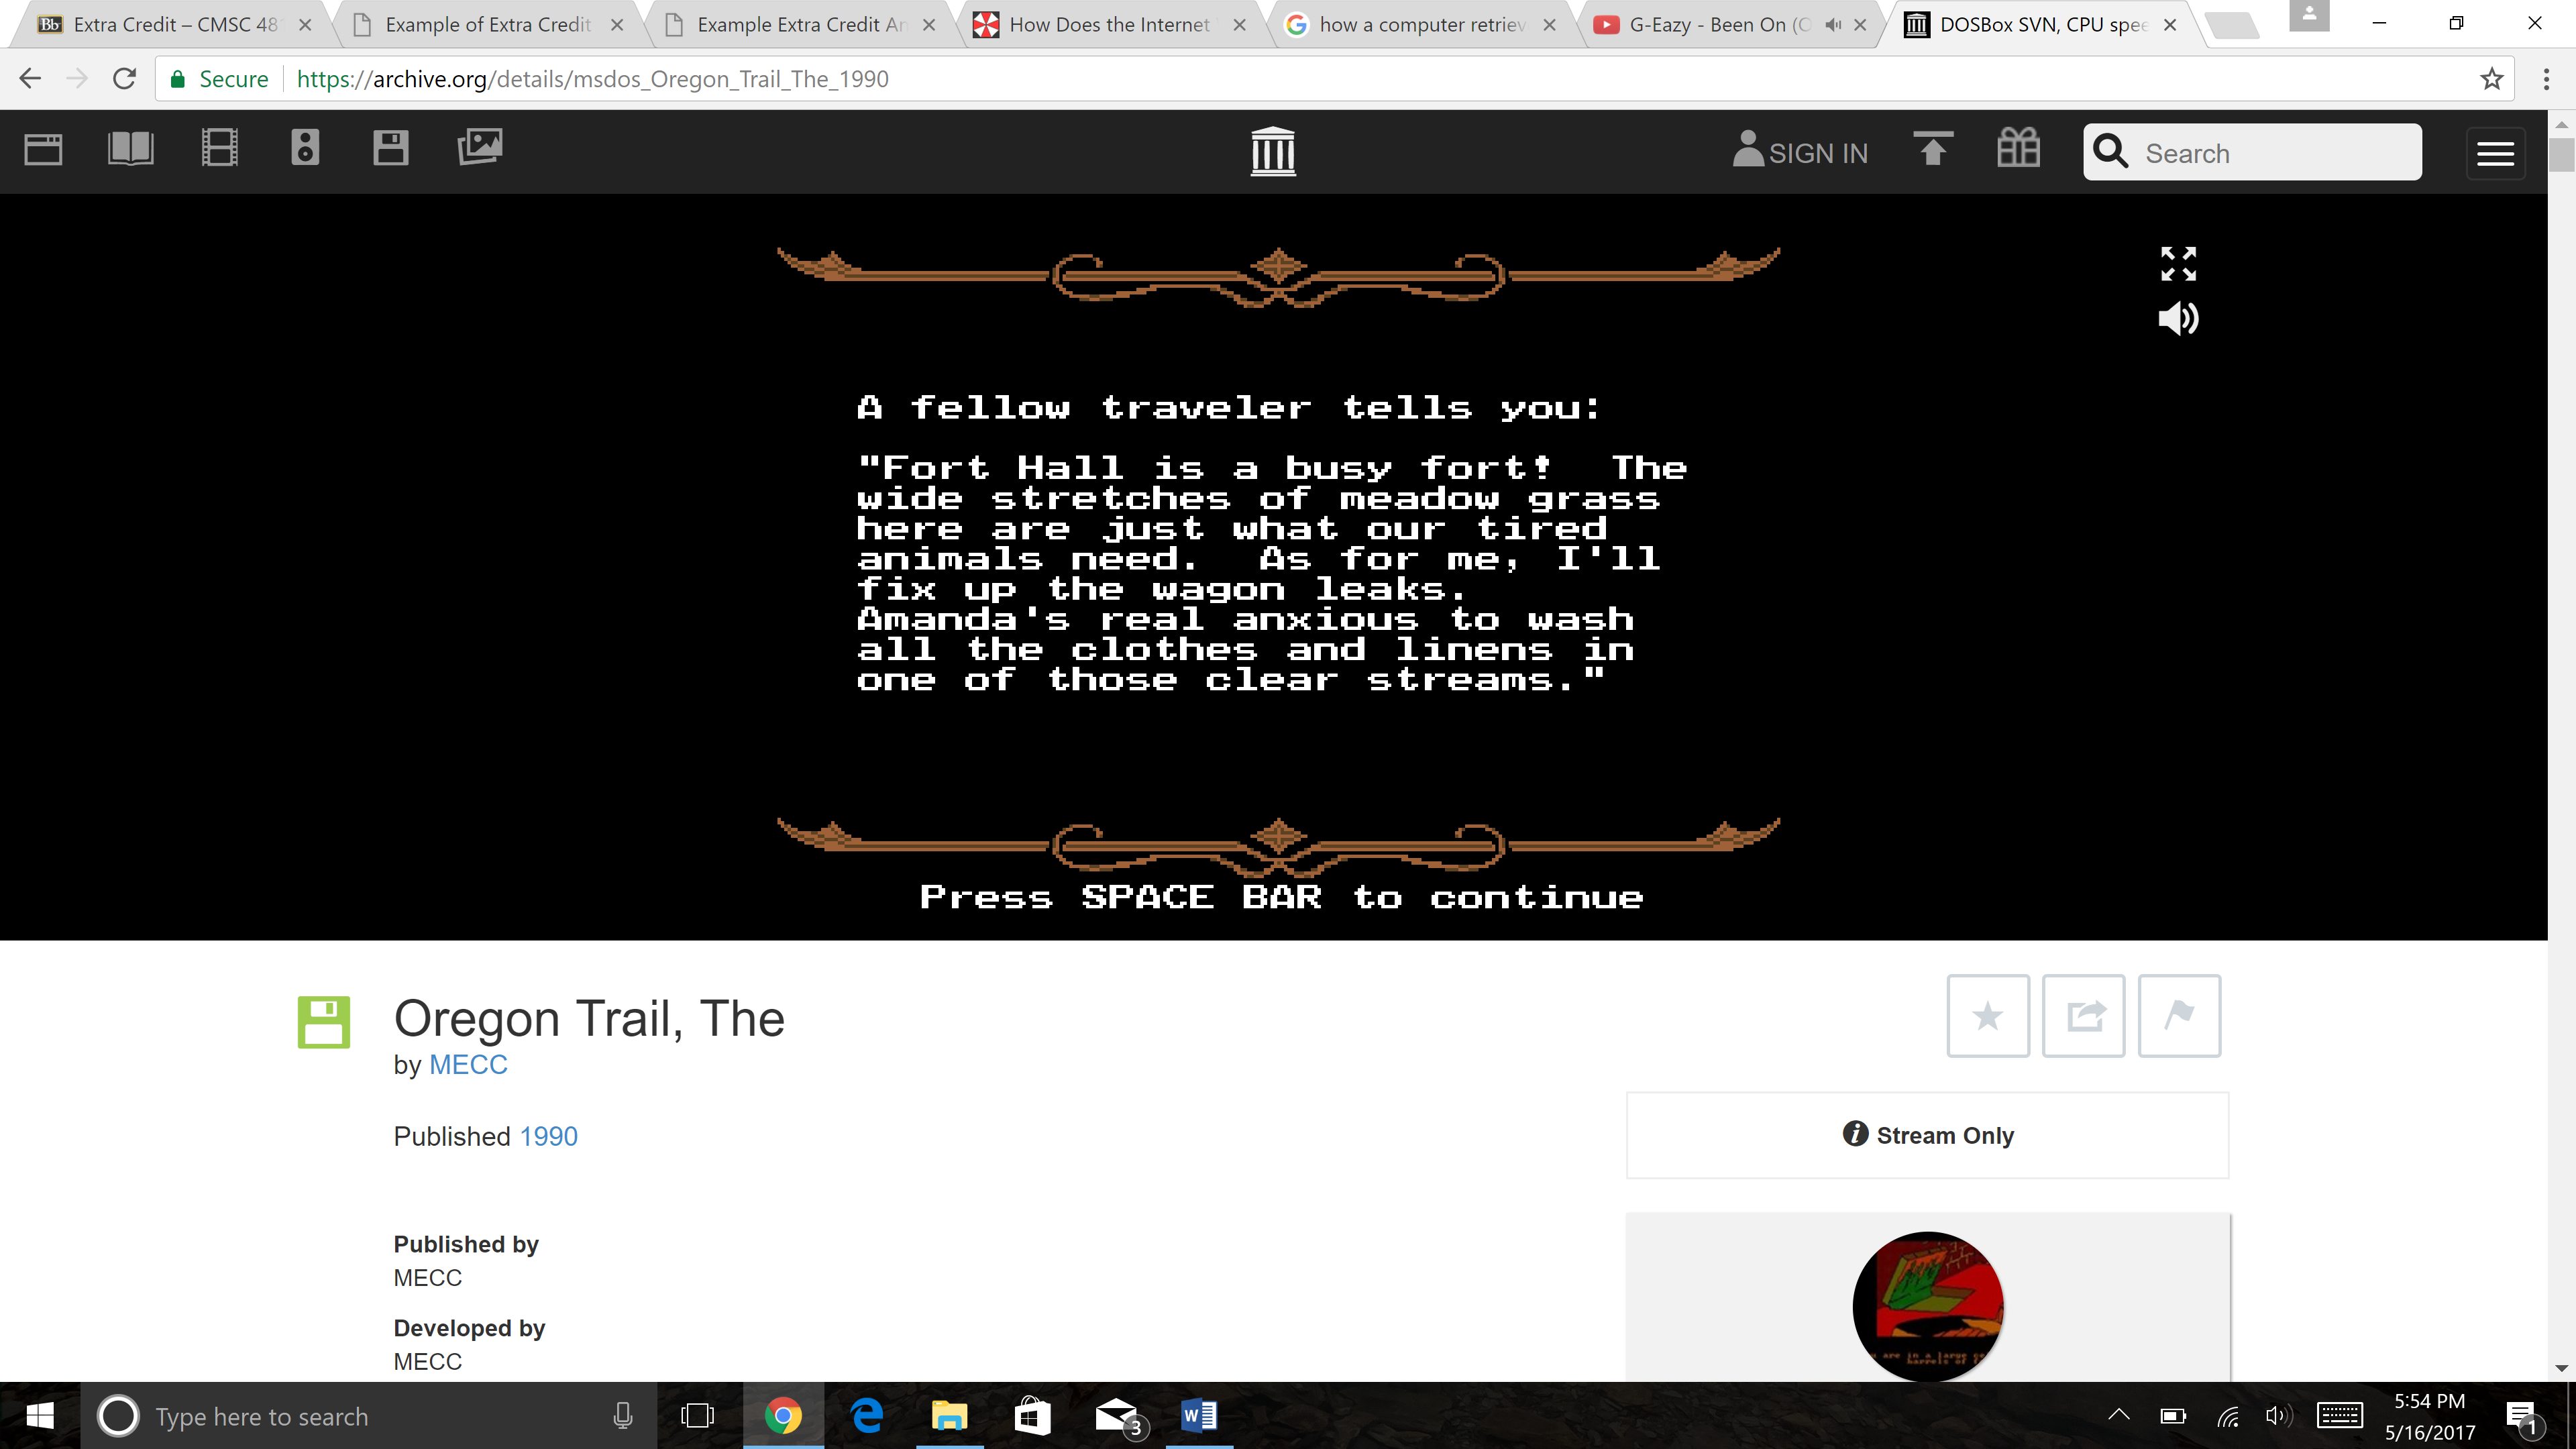 Extra Credit – CMSC 48
Example of Extra Credit
Example Extra Credit An
How Does the Internet
how a computer retriev
G-Eazy - Been On (O
DOSBox SVN, CPU spee
Secure
https://archive.org/details/msdos_Oregon_Trail_The_1990
SIGN IN
Search
A fellow traveler tells you:
"Fort Hall is a busy fort! The
wide stretches of meadow grass
here are just what our tired
animals need. As for me, I'll
fix up the wagon leaks.
Amanda's real anxious to wash
all the clothes and linens in
one of those clear streams."
Press SPACE BAR to continue
Oregon Trail, The
by MECC
Published 1990
Stream Only
Published by
MECC
Developed by
MECC
Type here to search
3
5:54 PM
5/16/2017
1